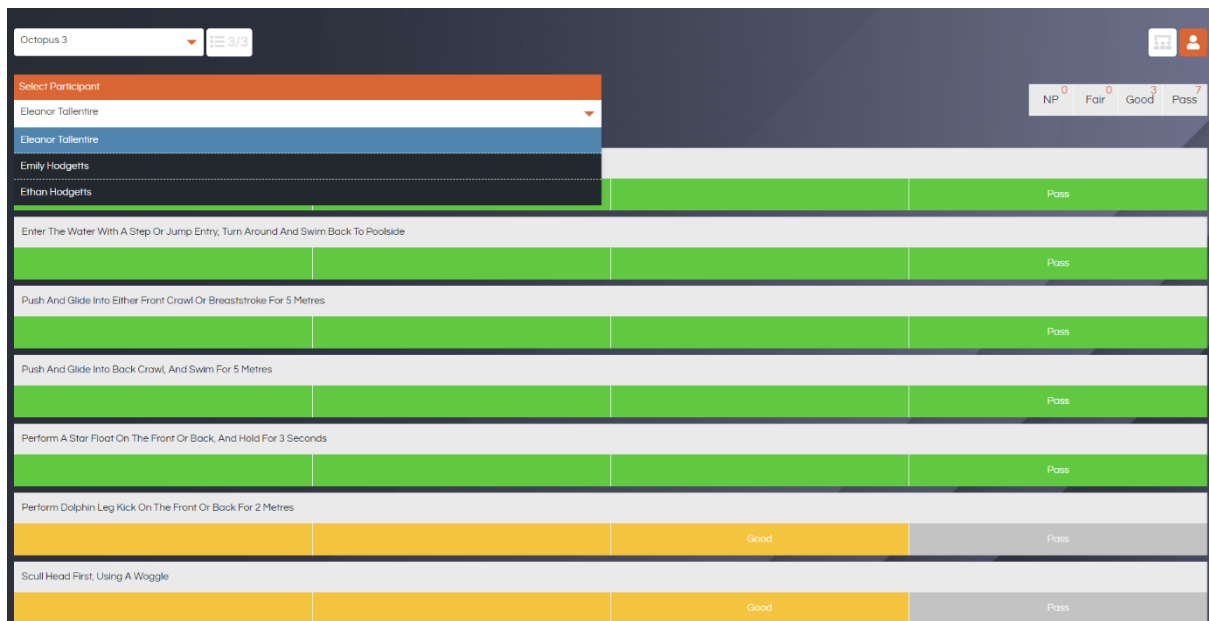 Octopus 3
3/3
Select Participant
Eleanor Tallentire
0 0 3 7
NP Fair Good Pass
Eleanor Tallentire
Emily Hodgetts
Ethan Hodgetts
Pass
Enter The Water With A Step Or Jump Entry, Turn Around And Swim Back To Poolside
Pass
Push And Glide Into Either Front Crawl Or Breaststroke For 5 Metres
Pass
Push And Glide Into Back Crawl, And Swim For 5 Metres
Pass
Perform A Star Float On The Front Or Back, And Hold For 3 Seconds
Pass
Perform Dolphin Leg Kick On The Front Or Back For 2 Metres
Good Pass
Scull Head First, Using A Woggle
Good Pass